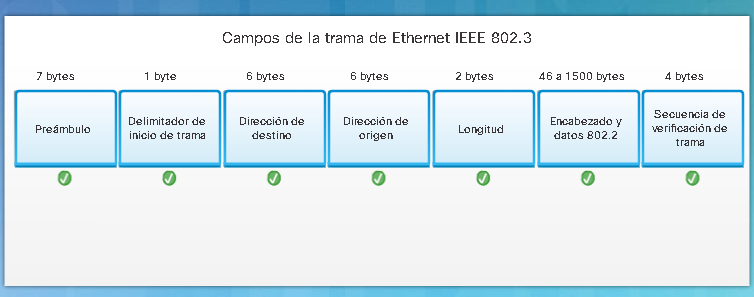 Campos de la trama de Ethernet IEEE 802.3
7 bytes
1 byte
6 bytes
6 bytes
2 bytes
46 a 1500 bytes
4 bytes
Preámbulo
Delimitador de
inicio de trama
Dirección de
destino
Dirección de
origen
Longitud
Encabezado y
datos 802.2
Secuencia de
verificación de
trama